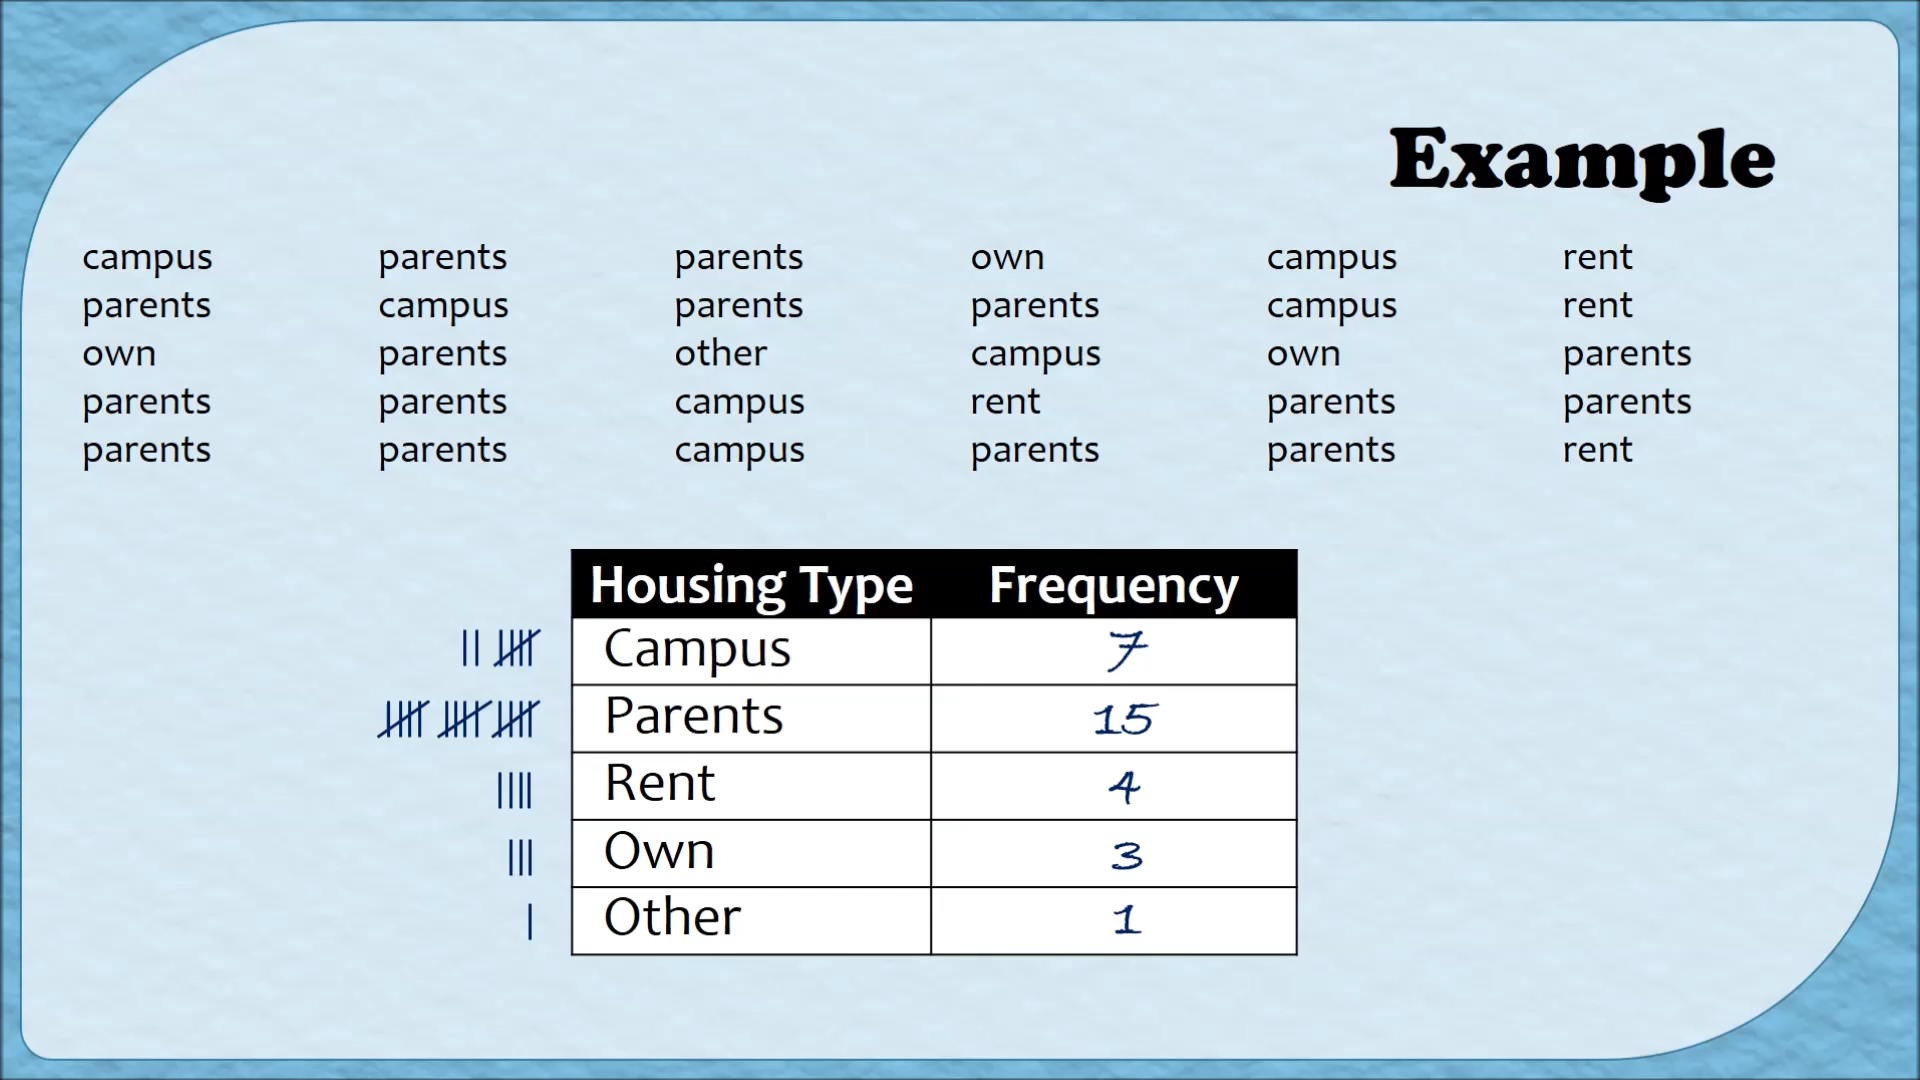 Example
campus parents parents own campus rent
parents campus parents parents campus rent
own parents other campus own parents
parents parents campus rent parents parents
parents parents campus parents parents rent
Housing Type Frequency
Campus 7
Parents 15
Rent 4
Own 3
Other 1